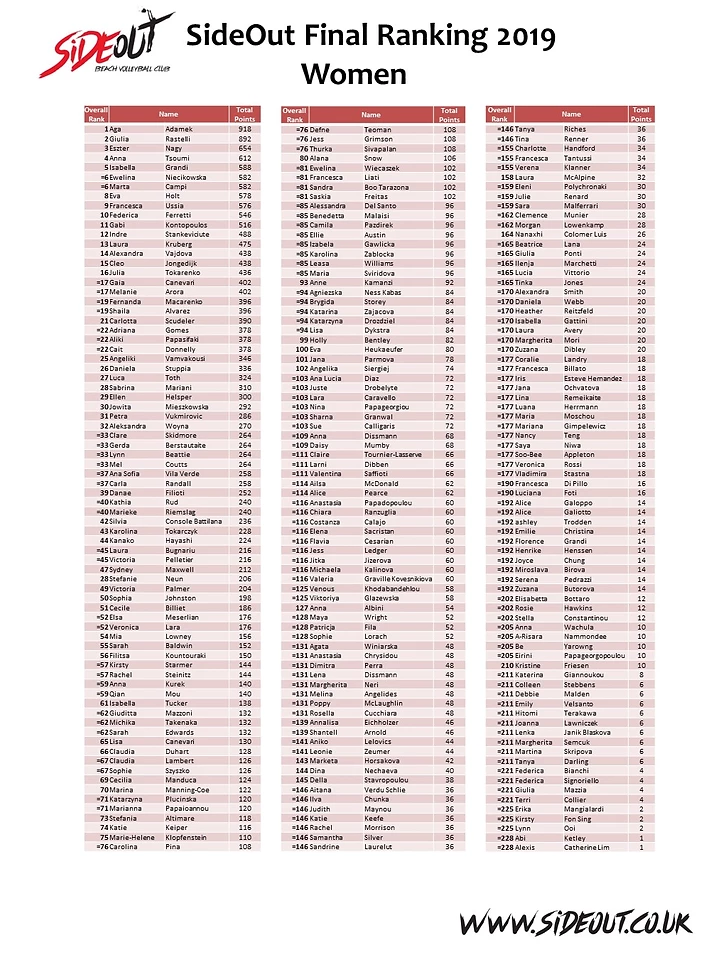 SiDEOUT
BEACH VOLLEYBALL CLUB
SideOut Final Ranking 2019
Women
Overall Rank Name Total Points
1 Aga Adamek 918
2 Giulia Rastelli 892
3 Eszter Nagy 654
4 Anna Tsoumi 612
5 Isabella Grandi 588
=6 Ewelina Niecikowska 582
=6 Marta Campi 582
8 Eva Holt 578
9 Francesca Ussia 576
10 Federica Ferretti 546
11 Gabi Kontopoulos 516
12 Indre Stankeviciute 488
13 Laura Kruberg 475
14 Alexandra Vajdova 438
15 Cleo Jongedijk 438
16 Julia Tokarenko 436
=17 Gaia Canevari 402
=17 Melanie Arora 402
=19 Fernanda Macarenko 396
=19 Shaila Alvarez 396
21 Carlotta Scudeler 390
=22 Adriana Gomes 378
=22 Aliki Papasifaki 378
=22 Cait Donnelly 378
25 Angeliki Vamvakousi 346
26 Daniela Stuppia 336
27 Luca Toth 324
28 Sabrina Mariani 310
29 Ellen Helsper 300
30 Jowita Mieszkowska 292
31 Petra Vukmirovic 286
32 Aleksandra Woyna 270
=33 Clare Skidmore 264
=33 Gerda Berstautaite 264
=33 Lynn Beattie 264
=33 Mel Coutts 264
=37 Ana Sofia Vila Verde 258
=37 Carla Randall 258
39 Danae Filioti 252
=40 Kathia Rud 240
=40 Marieke Riemslag 240
42 Silvia Console Battilana 236
43 Karolina Tokarczyk 228
44 Kanako Hayashi 224
=45 Laura Bugnariu 216
=45 Victoria Pelletier 216
47 Sydney Maxwell 212
28 Stefanie Neun 206
49 Victoria Palmer 204
50 Sophia Johnston 198
51 Cecile Billiet 186
=52 Elsa Meserlian 176
=52 Veronica Lara 176
54 Mia Lowney 156
55 Sarah Baldwin 152
56 Filitsa Kountouraki 150
=57 Kirsty Starmer 144
=57 Rachel Steinitz 144
=59 Anna Kurek 140
=59 Qian Mou 140
61 Isabella Tucker 138
=62 Giuditta Mazzoni 132
=62 Michika Takenaka 132
=62 Sarah Edwards 132
65 Lisa Canevari 130
66 Claudia Duhart 128
=67 Claudia Lambert 126
=67 Sophie Szyszko 126
69 Cecilia Manduca 124
70 Marina Manning-Coe 122
=71 Katarzyna Plucinska 120
=71 Marianna Papaioannou 120
73 Stefania Altimare 118
74 Katie Keiper 116
75 Marie-Helene Klopfenstein 110
=76 Carolina Pina 108
Overall Rank Name Total Points
=76 Defne Teoman 108
=76 Jess Grimson 108
=76 Thurka Sivapalan 108
80 Alana Snow 106
=81 Ewelina Wiecaszek 102
=81 Francesca Liati 102
=81 Sandra Boo Tarazona 102
=81 Saskia Freitas 102
=85 Alessandra Del Santo 96
=85 Benedetta Malaisi 96
=85 Camila Pazdirek 96
=85 Ellie Austin 96
=85 Izabela Gawlicka 96
=85 Karolina Zablocka 96
=85 Leasa Williams 96
=85 Maria Sviridova 96
93 Anne Kamanzi 92
=94 Agniezska Ness Kabas 84
=94 Brygida Storey 84
=94 Katarina Zajacova 84
=94 Katarzyna Drozdziel 84
=94 Lisa Dykstra 84
99 Holly Bentley 82
100 Eva Heukaeufer 80
101 Jana Parmova 78
102 Angelika Siergiej 74
=103 Ana Lucia Diaz 72
=103 Juste Drobelyte 72
=103 Lara Caravello 72
=103 Nina Papageorgiou 72
=103 Sharna Granwal 72
=103 Sue Calligaris 72
=109 Anna Dissmann 68
=109 Daisy Mumby 68
=111 Claire Tournier-Lasserve 66
=111 Larni Dibben 66
=111 Valentina Saffioti 66
=114 Ailsa McDonald 62
=114 Alice Pearce 62
=116 Anastasia Papadopoulou 60
=116 Chiara Ranzuglia 60
=116 Costanza Calajo 60
=116 Elena Sacristan 60
=116 Flavia Cesarian 60
=116 Jess Ledger 60
=116 Jitka Jizerova 60
=116 Michaela Kalinova 60
=116 Valeria Graville Kovesnikiova 60
=125 Venous Khodabandehlou 58
=125 Viktoriya Glazewska 58
127 Anna Albini 54
=128 Maya Wright 52
=128 Patricija Fila 52
=128 Sophie Lorach 52
=131 Agata Winiarska 48
=131 Anastasia Chrysidou 48
=131 Dimitra Perra 48
=131 Lena Dissmann 48
=131 Margherita Neri 48
=131 Melina Angelides 48
=131 Poppy McLaughlin 48
=131 Rosella Cucchiara 48
=139 Annalisa Eichholzer 46
=139 Shantell Arnold 46
=141 Aniko Lelovics 44
=141 Leonie Zeumer 44
143 Marketa Horsakova 42
144 Dina Nechaeva 40
145 Della Stavropoulou 38
=146 Aitana Verdu Schlie 36
=146 Ilva Chunka 36
=146 Judith Maynou 36
=146 Katie Keefe 36
=146 Rachel Morrison 36
=146 Samantha Silver 36
=146 Sandrine Laurelut 36
Overall Rank Name Total Points
=146 Tanya Riches 36
=146 Tina Renner 36
=155 Charlotte Handford 34
=155 Francesca Tantussi 34
=155 Verena Klanner 34
158 Laura McAlpine 32
=159 Eleni Polychronaki 30
=159 Julie Renard 30
=159 Sara Malferrari 30
=162 Clemence Munier 28
=162 Morgan Lowenkamp 28
164 Nanaxhi Colomer Luis 26
=165 Beatrice Lana 24
=165 Giulia Ponti 24
=165 Ilenja Marchetti 24
=165 Lucia Vittorio 24
=165 Tinka Jones 24
=170 Alexandra Smith 20
=170 Daniela Webb 20
=170 Heather Reitzfeld 20
=170 Isabella Gattini 20
=170 Laura Avery 20
=170 Margherita Mori 20
=170 Zuzana Dibley 20
=177 Coralie Landry 18
=177 Francesca Billato 18
=177 Iris Esteve Hernandez 18
=177 Jana Ochvatova 18
=177 Lina Remeikaite 18
=177 Luana Herrmann 18
=177 Maria Moschou 18
=177 Mariana Gimpelewicz 18
=177 Nancy Teng 18
=177 Saya Niwa 18
=177 Soo-Bee Appleton 18
=177 Veronica Rossi 18
=177 Vladimira Stastna 18
=190 Francesca Di Pillo 16
=190 Luciana Foti 16
=192 Alice Galoppo 14
=192 Alice Galiotto 14
=192 ashley Trodden 14
=192 Emilie Christina 14
=192 Florence Grandi 14
=192 Henrike Henssen 14
=192 Joyce Chung 14
=192 Miroslava Birova 14
=192 Serena Pedrazzi 14
=192 Zuzana Butorova 14
=202 Elisabetta Bottaro 12
=202 Rosie Hawkins 12
=202 Stella Constantinou 12
=205 Anna Wachula 10
=205 A-Risara Nammondee 10
=205 Be Yarowng 10
=205 Eirini Papageorgopoulou 10
210 Kristine Friesen 10
=211 Katerina Giannoukou 8
=211 Colleen Stebbens 6
=211 Debbie Malden 6
=211 Emily Velsanto 6
=211 Hitomi Terakawa 6
=211 Joanna Lawniczek 6
=211 Lenka Janik Blaskova 6
=211 Margherita Semcuk 6
=211 Martina Skripova 6
=211 Tanya Darling 6
=221 Federica Bianchi 4
=221 Federica Signoriello 4
=221 Giulia Mazzia 4
=221 Terri Collier 4
=225 Erika Mangialardi 2
=225 Kirsty Fon Sing 2
=225 Lynn Ooi 2
=228 Abi Ketley 1
=228 Alexis Catherine Lim 1
WWW.SiDEOUT.CO.UK